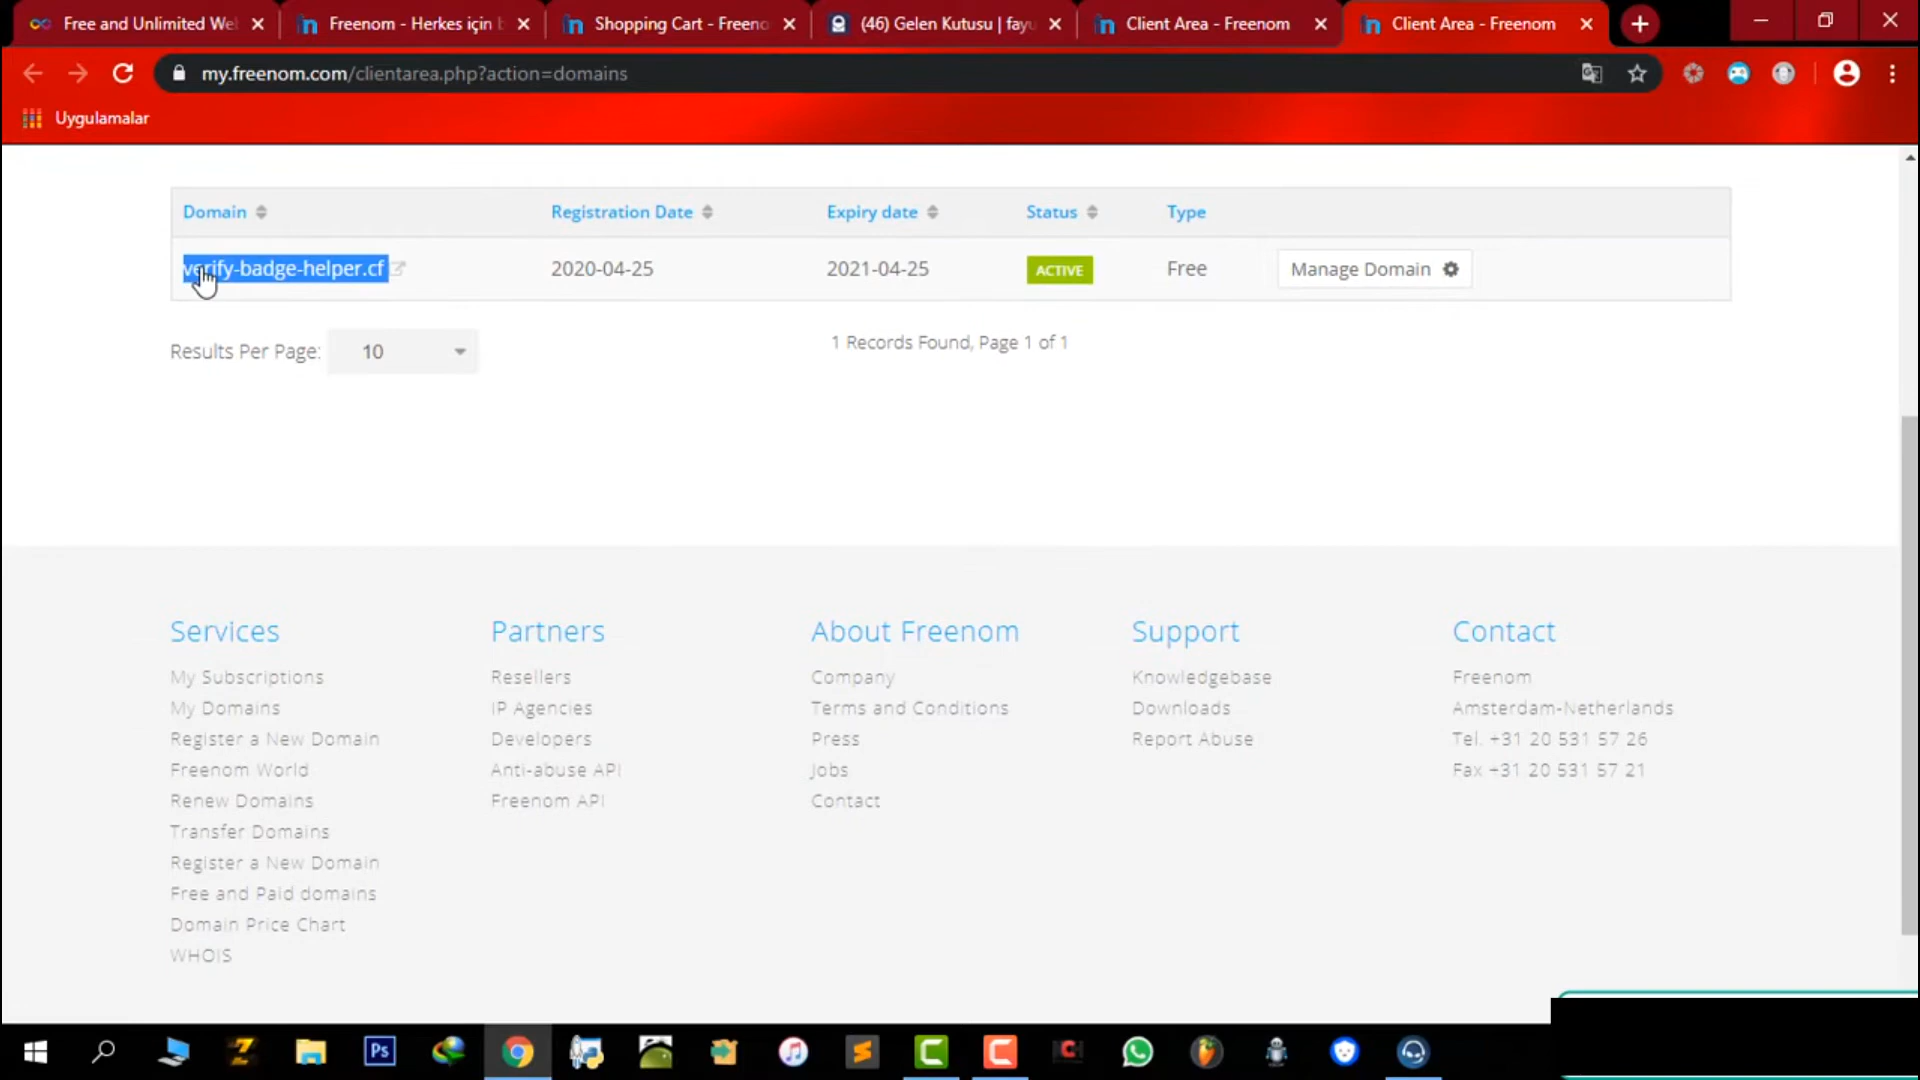 Free and Unlimited We
Freenom - Herkes için b
Shopping Cart - Freeno
(46) Gelen Kutusu | fayu
Client Area - Freenom
Client Area - Freenom
my.freenom.com/clientarea.php?action=domains
Uygulamalar
Domain Registration Date Expiry date Status Type
verify-badge-helper.cf 2020-04-25 2021-04-25 ACTIVE Free Manage Domain
Results Per Page: 10
1 Records Found, Page 1 of 1
Services
My Subscriptions
My Domains
Register a New Domain
Freenom World
Renew Domains
Transfer Domains
Register a New Domain
Free and Paid domains
Domain Price Chart
WHOIS
Partners
Resellers
IP Agencies
Developers
Anti-abuse API
Freenom API
About Freenom
Company
Terms and Conditions
Press
Jobs
Contact
Support
Knowledgebase
Downloads
Report Abuse
Contact
Freenom
Amsterdam-Netherlands
Tel. +31 20 531 57 26
Fax +31 20 531 57 21
Ps